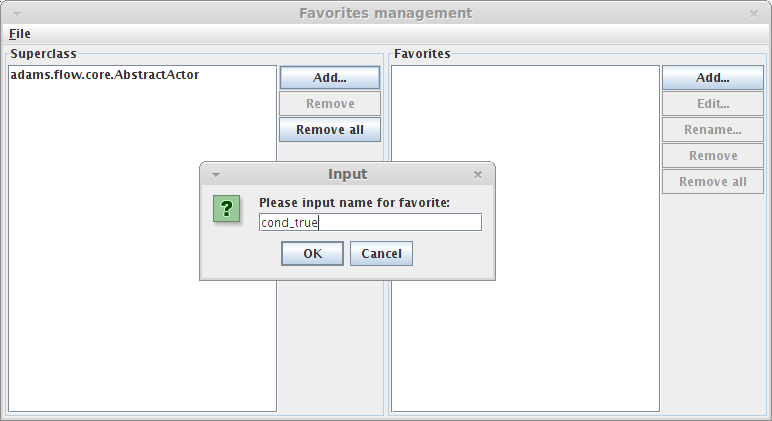 Favorites management
File
Superclass
adams.flow.core.AbstractActor
Add...
Remove
Remove all
Favorites
Add...
Edit...
Rename...
Remove
Remove all
Input
?
Please input name for favorite:
cond_true
OK
Cancel